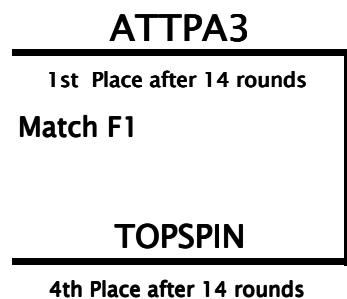 ATTPA3
1st Place after 14 rounds
Match F1
TOPSPIN
4th Place after 14 rounds